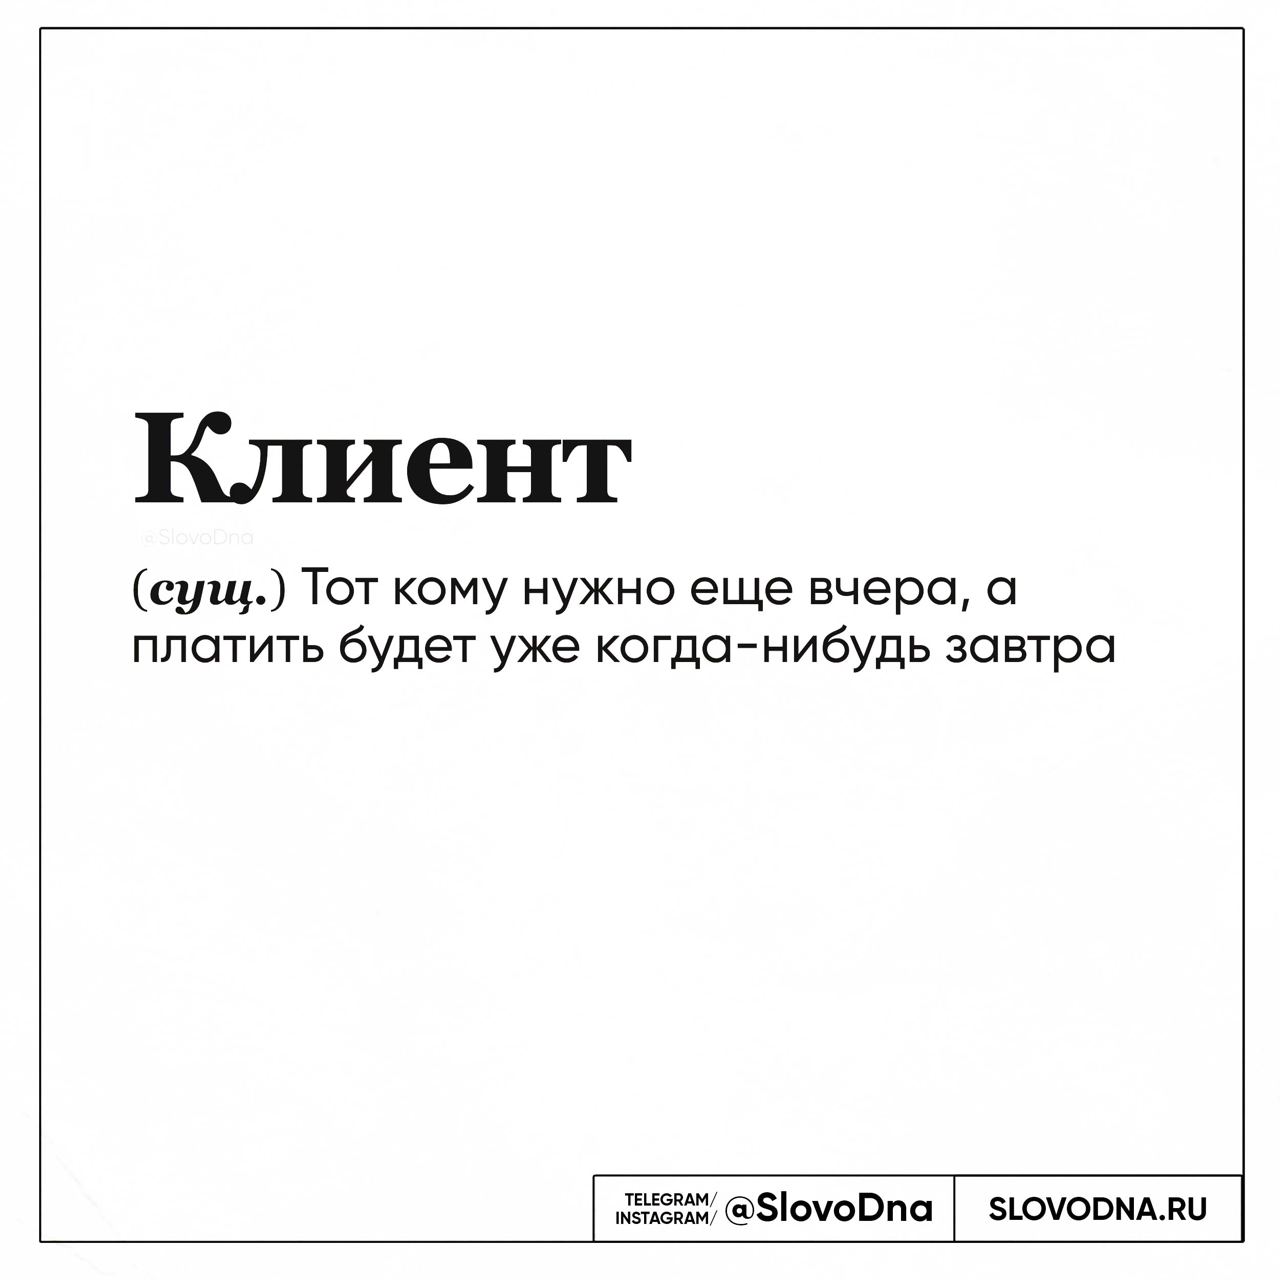 Клиент
@SlovoDna
(сущ.) Тот кому нужно еще вчера, а
платить будет уже когда-нибудь завтра
TELEGRAM/
INSTAGRAM/
@SlovoDna
SLOVODNA.RU